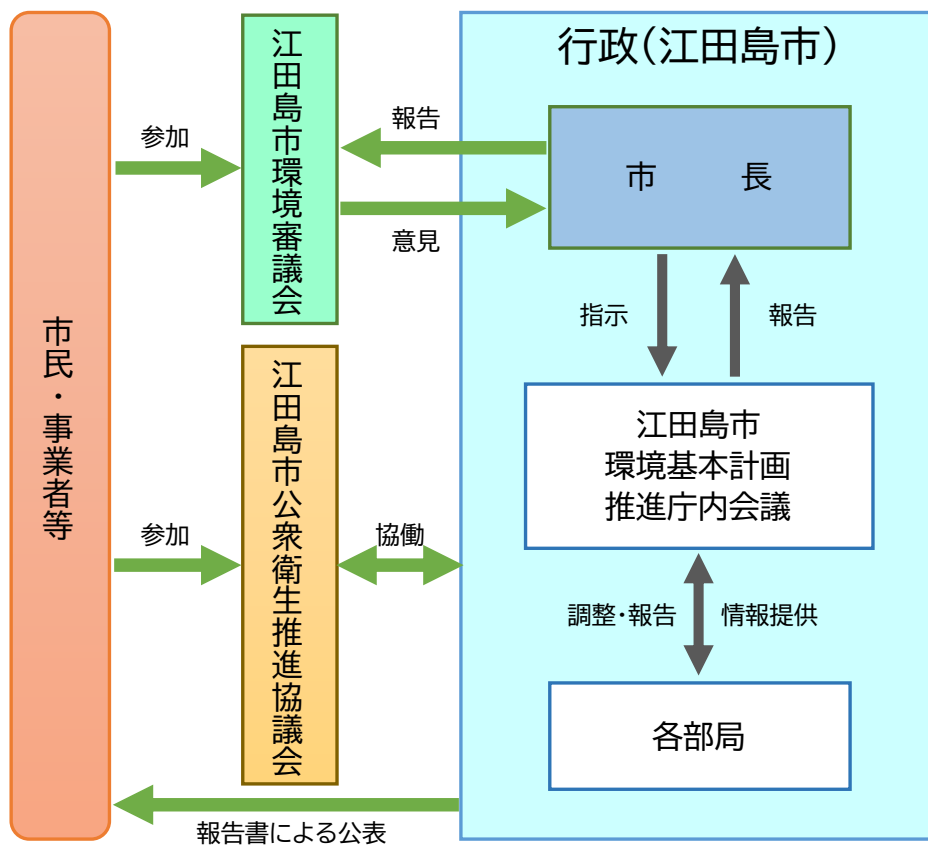 市民・事業者等
参加
参加
江田島市環境審議会
江田島市公衆衛生推進協議会
報告
意見
協働
報告書による公表
行政(江田島市)
市　長
指示
報告
江田島市
環境基本計画
推進庁内会議
調整・報告
情報提供
各部局